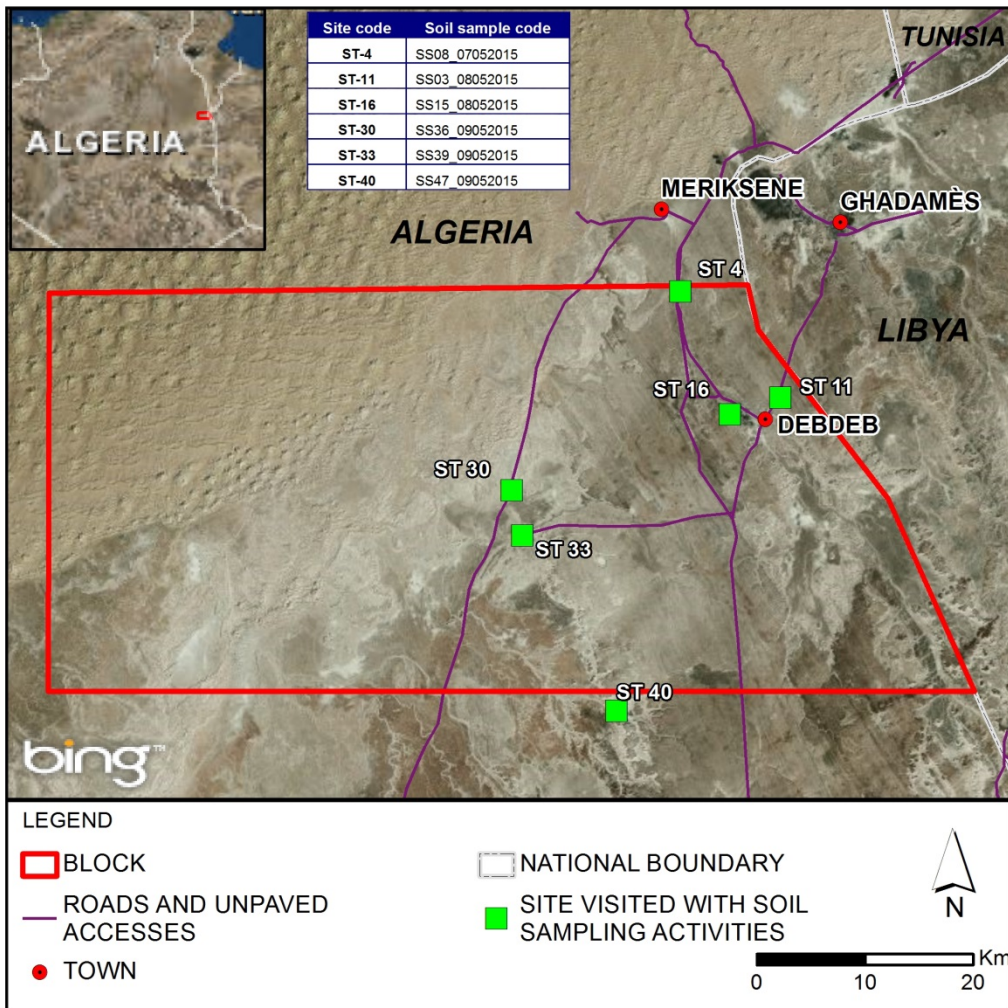 Site code Soil sample code
ST-4 SS08_07052015
ST-11 SS03_08052015
ST-16 SS15_08052015
ST-30 SS36_09052015
ST-33 SS39_09052015
ST-40 SS47_09052015
ALGERIA
TUNISIA
MERIKSENE
GHADAMÈS
ALGERIA
ST 4
LIBYA
ST 16
ST 11
DEBDEB
ST 30
ST 33
ST 40
bing™
LEGEND
BLOCK
NATIONAL BOUNDARY
ROADS AND UNPAVED
ACCESSES
SITE VISITED WITH SOIL
SAMPLING ACTIVITIES
TOWN
N
Km
0 10 20